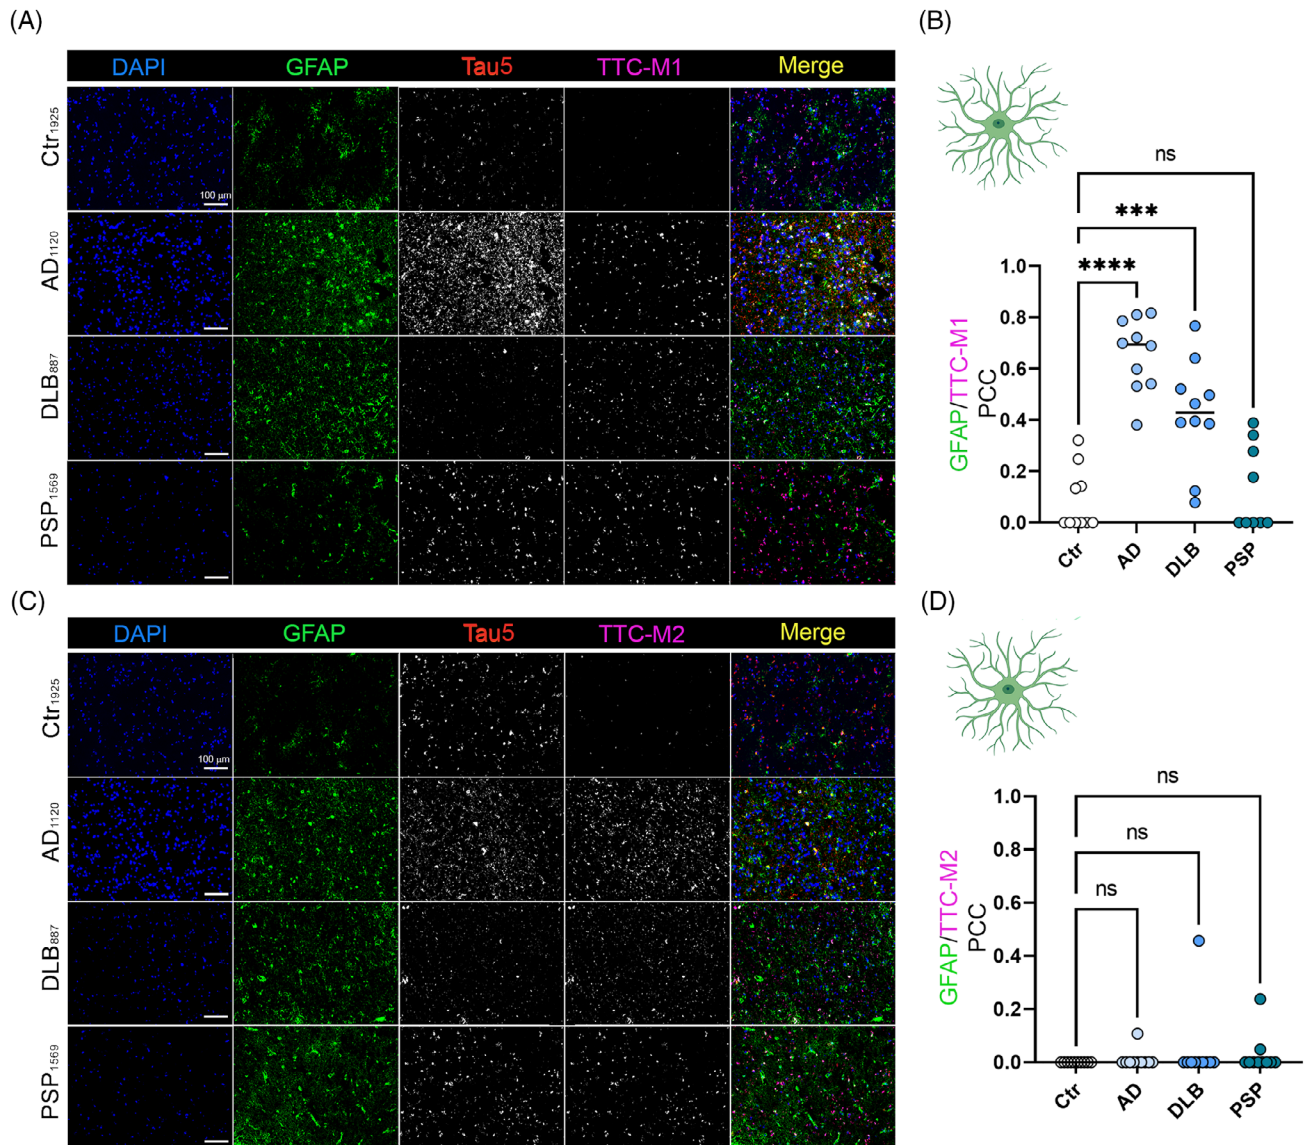 (A)
DAPI GFAP Tau5 TTC-M1 Merge
Ctr1925
100 μm
AD1120
DLB887
PSP1569
(B)
ns
***
****
GFAP/TTC-M1
PCC
1.0
0.8
0.6
0.4
0.2
0.0
Ctr AD DLB PSP
(C)
DAPI GFAP Tau5 TTC-M2 Merge
Ctr1925
100 μm
AD1120
DLB887
PSP1569
(D)
ns
ns
ns
GFAP/TTC-M2
PCC
1.0
0.8
0.6
0.4
0.2
0.0
Ctr AD DLB PSP